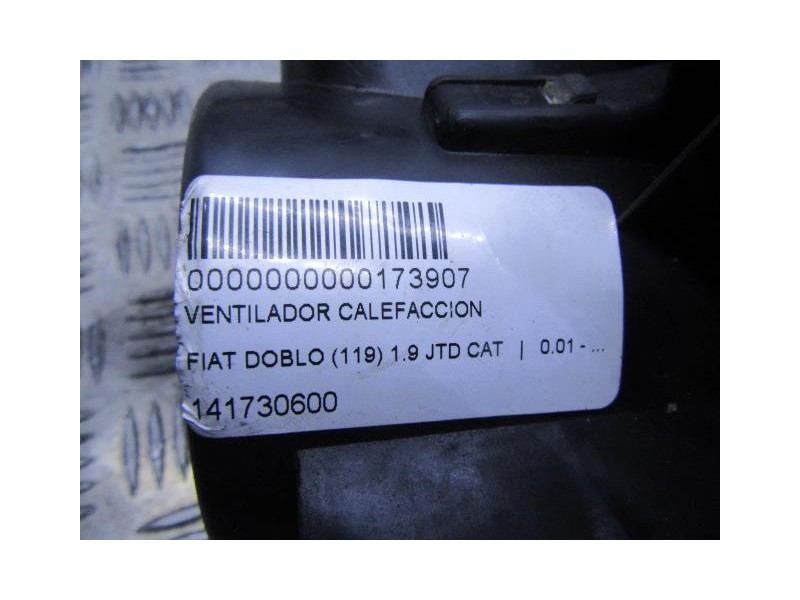 0000000000173907
VENTILADOR CALEFACCION
FIAT DOBLO (119) 1.9 JTD CAT | 0.01 - ...
141730600